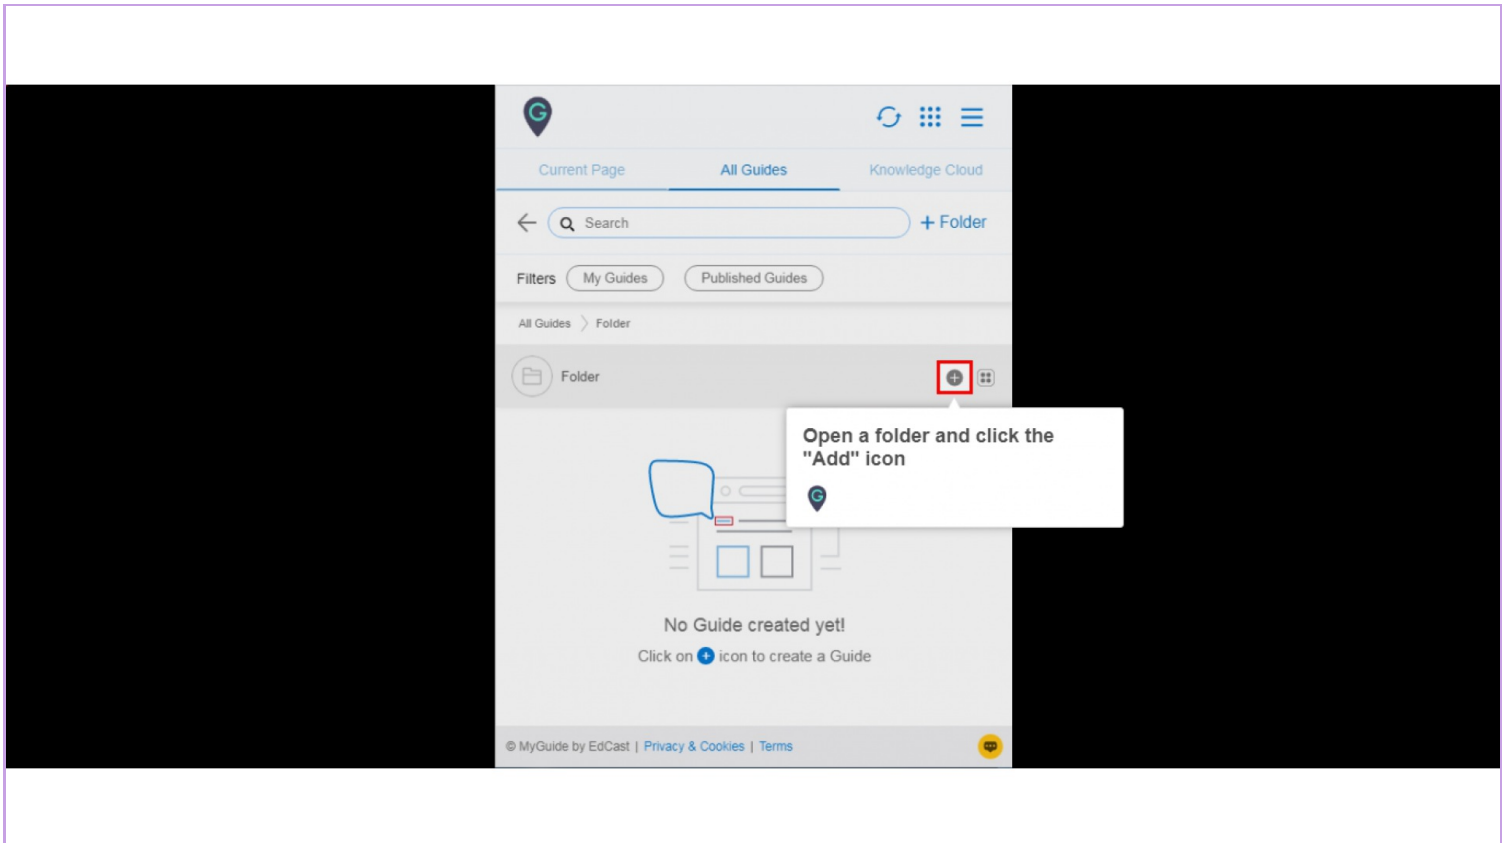 Current Page
All Guides
Knowledge Cloud
Search
+ Folder
Filters
My Guides
Published Guides
All Guides
Folder
Folder
Open a folder and click the
"Add" icon
No Guide created yet!
Click on + icon to create a Guide
© MyGuide by EdCast | Privacy & Cookies | Terms